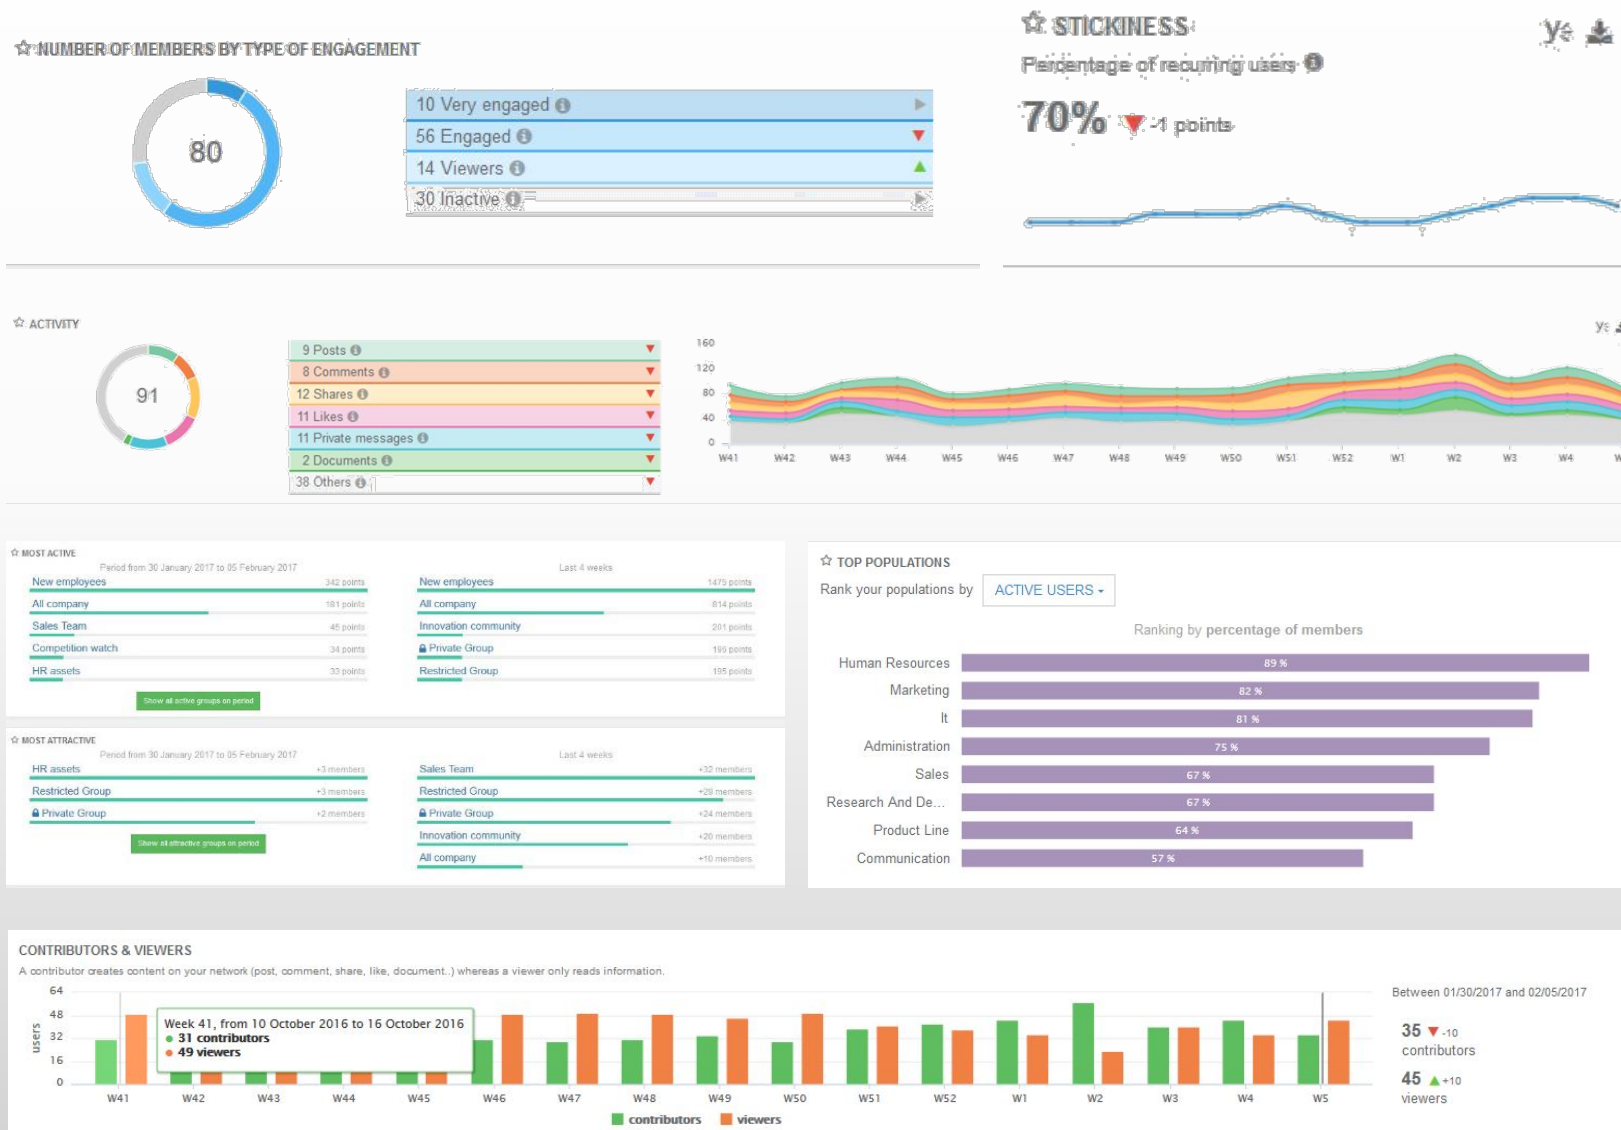 NUMBER OF MEMBERS BY TYPE OF ENGAGEMENT
80
10 Very engaged
56 Engaged
14 Viewers
30 Inactive
STICKINESS
Percentage of recurring users
70% -1 points
ACTIVITY
91
9 Posts
8 Comments
12 Shares
11 Likes
11 Private messages
2 Documents
38 Others
160
120
80
40
0
W41 W42 W43 W44 W45 W46 W47 W48 W49 W50 W51 W52 W1 W2 W3 W4
MOST ACTIVE
Period from 30 January 2017 to 05 February 2017
New employees 342 points
All company 181 points
Sales Team 45 points
Competition watch 34 points
HR assets 33 points
Show all active groups on period
Last 4 weeks
New employees 1475 points
All company 814 points
Innovation community 201 points
Private Group 195 points
Restricted Group 195 points
MOST ATTRACTIVE
Period from 30 January 2017 to 05 February 2017
HR assets +3 members
Restricted Group +3 members
Private Group +2 members
Show all attractive groups on period
Last 4 weeks
Sales Team +32 members
Restricted Group +29 members
Private Group +24 members
Innovation community +20 members
All company +10 members
TOP POPULATIONS
Rank your populations by ACTIVE USERS
Ranking by percentage of members
Human Resources 89 %
Marketing 82 %
It 81 %
Administration 75 %
Sales 67 %
Research And De... 67 %
Product Line 64 %
Communication 57 %
CONTRIBUTORS & VIEWERS
A contributor creates content on your network (post, comment, share, like, document..) whereas a viewer only reads information.
users
64
48
32
16
0
Week 41, from 10 October 2016 to 16 October 2016
31 contributors
49 viewers
W41 W42 W43 W44 W45 W46 W47 W48 W49 W50 W51 W52 W1 W2 W3 W4 W5
contributors viewers
Between 01/30/2017 and 02/05/2017
35 -10
contributors
45 +10
viewers